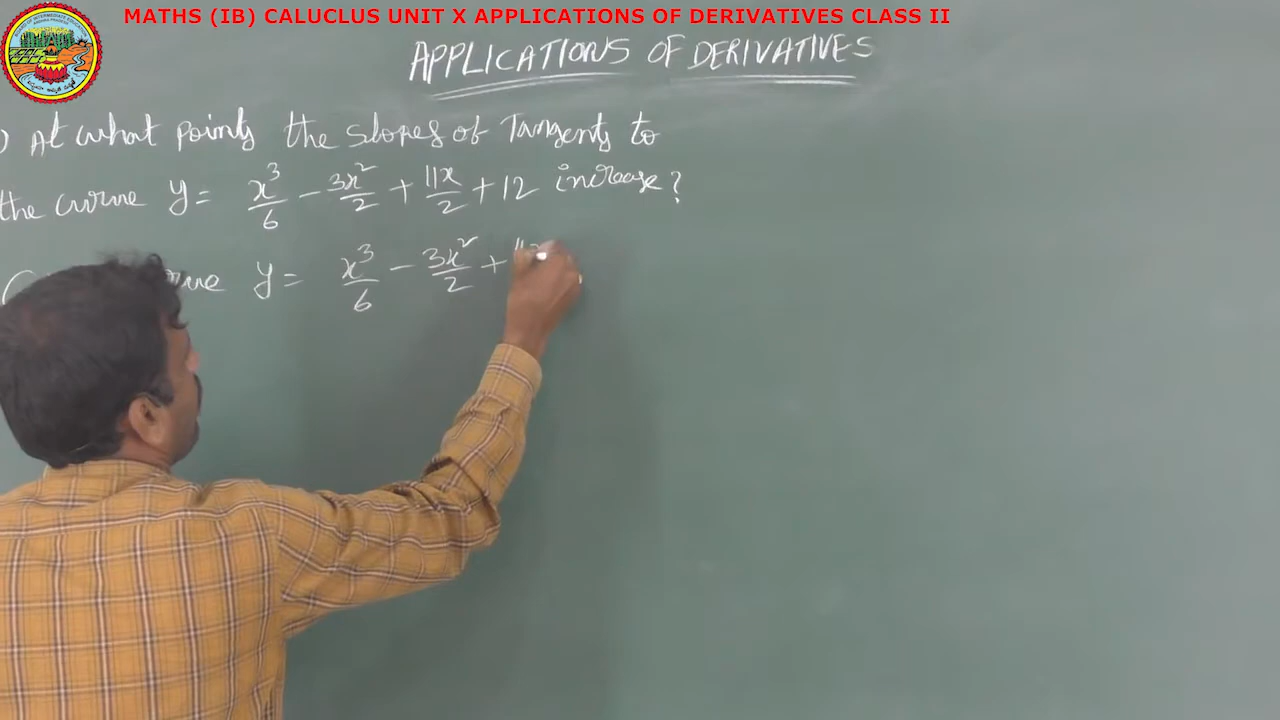 MATHS (IB) CALUCLUS UNIT X APPLICATIONS OF DERIVATIVES CLASS II
APPLICATIONS OF DERIVATIVES
) At what points the slopes of Tangents to
the curve y = x³/6 - 3x²/2 + 11x/2 + 12 increase?
y = x³/6 - 3x²/2 + 11